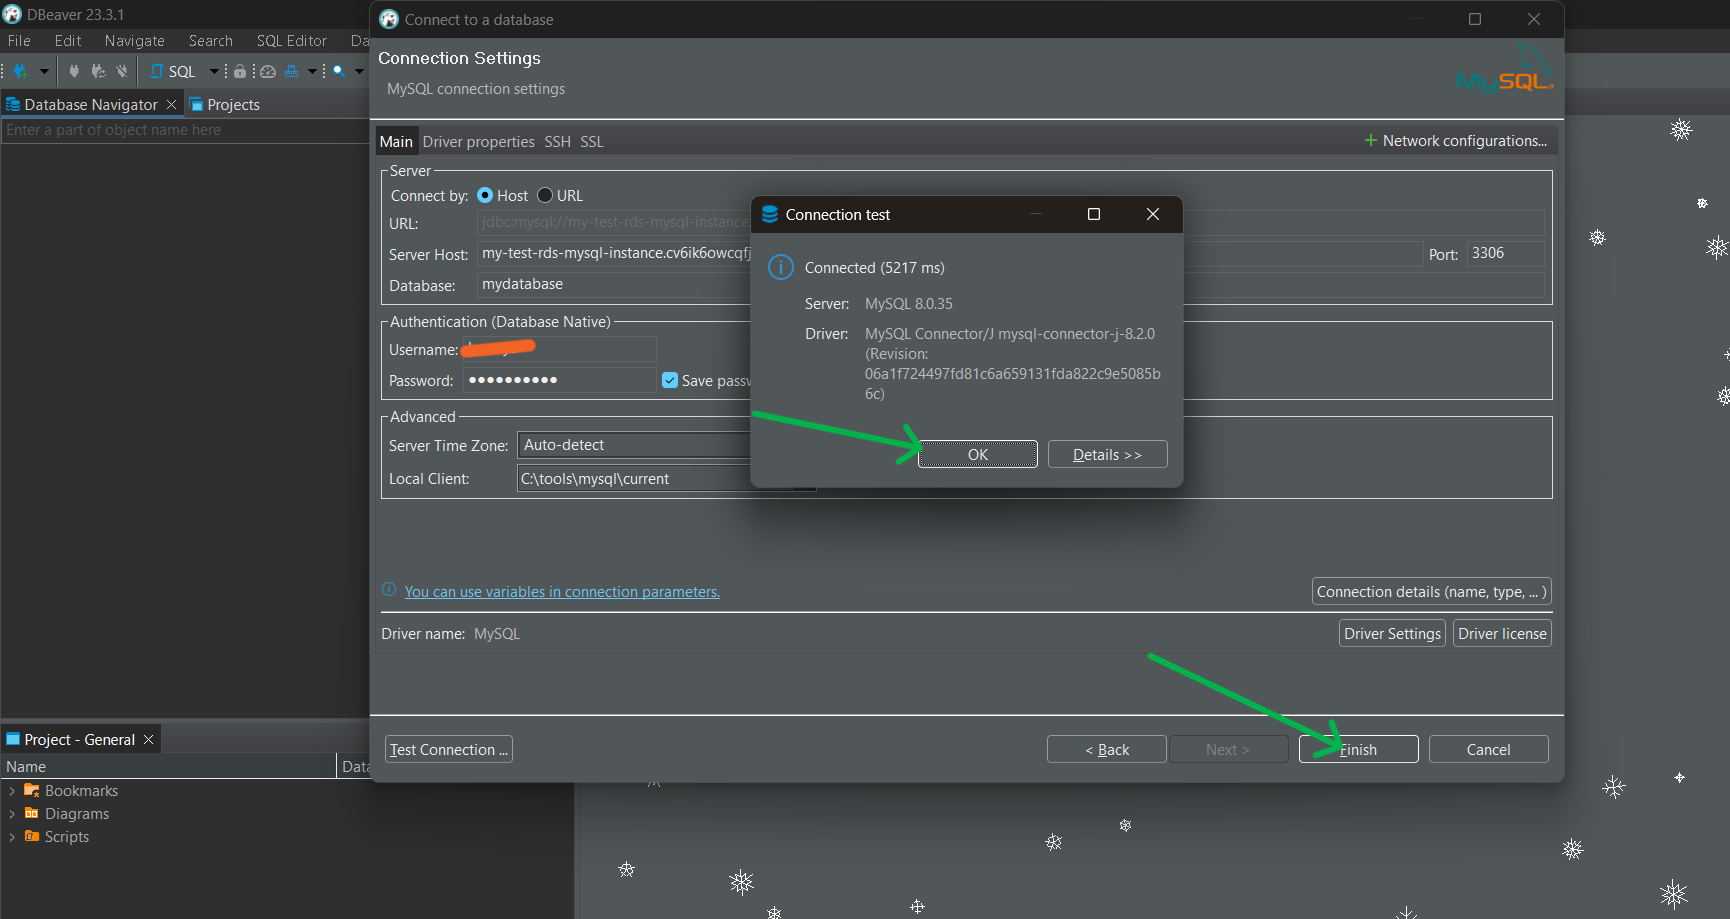 DBeaver 23.3.1
File Edit Navigate Search SQL Editor Da
SQL
Database Navigator
Projects
Enter a part of object name here
Connect to a database
Connection Settings
MySQL connection settings
MySQL
Main Driver properties SSH SSL
Network configurations...
Server
Connect by: Host URL
URL: jdbc:mysql://my-test-rds-mysql-instance
Server Host: my-test-rds-mysql-instance.cv6ik6owcqfj
Port: 3306
Database: mydatabase
Authentication (Database Native)
Username:
Password: ●●●●●●●●●●
Save passw
Advanced
Server Time Zone: Auto-detect
Local Client: C:\tools\mysql\current
Connection test
Connected (5217 ms)
Server: MySQL 8.0.35
Driver: MySQL Connector/J mysql-connector-j-8.2.0
(Revision:
06a1f724497fd81c6a659131fda822c9e5085b
6c)
OK
Details >>
You can use variables in connection parameters.
Connection details (name, type, ... )
Driver name: MySQL
Driver Settings
Driver license
Test Connection ...
< Back
Next >
Finish
Cancel
Project - General
Name Data
Bookmarks
Diagrams
Scripts